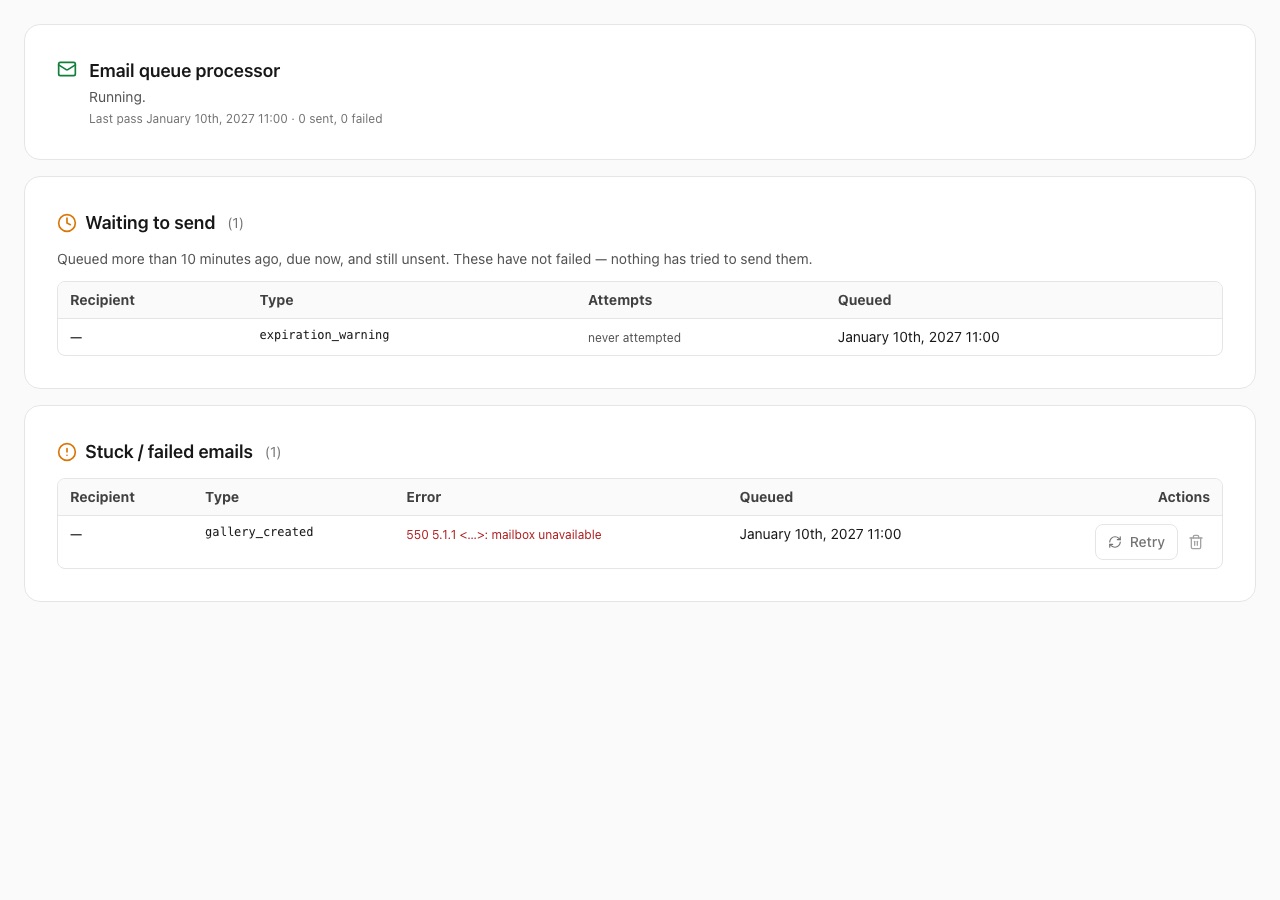 Email queue processor
Running.
Last pass January 10th, 2027 11:00 · 0 sent, 0 failed
Waiting to send (1)
Queued more than 10 minutes ago, due now, and still unsent. These have not failed — nothing has tried to send them.
Recipient Type Attempts Queued
— expiration_warning never attempted January 10th, 2027 11:00
Stuck / failed emails (1)
Recipient Type Error Queued Actions
— gallery_created 550 5.1.1 <…>: mailbox unavailable January 10th, 2027 11:00 Retry